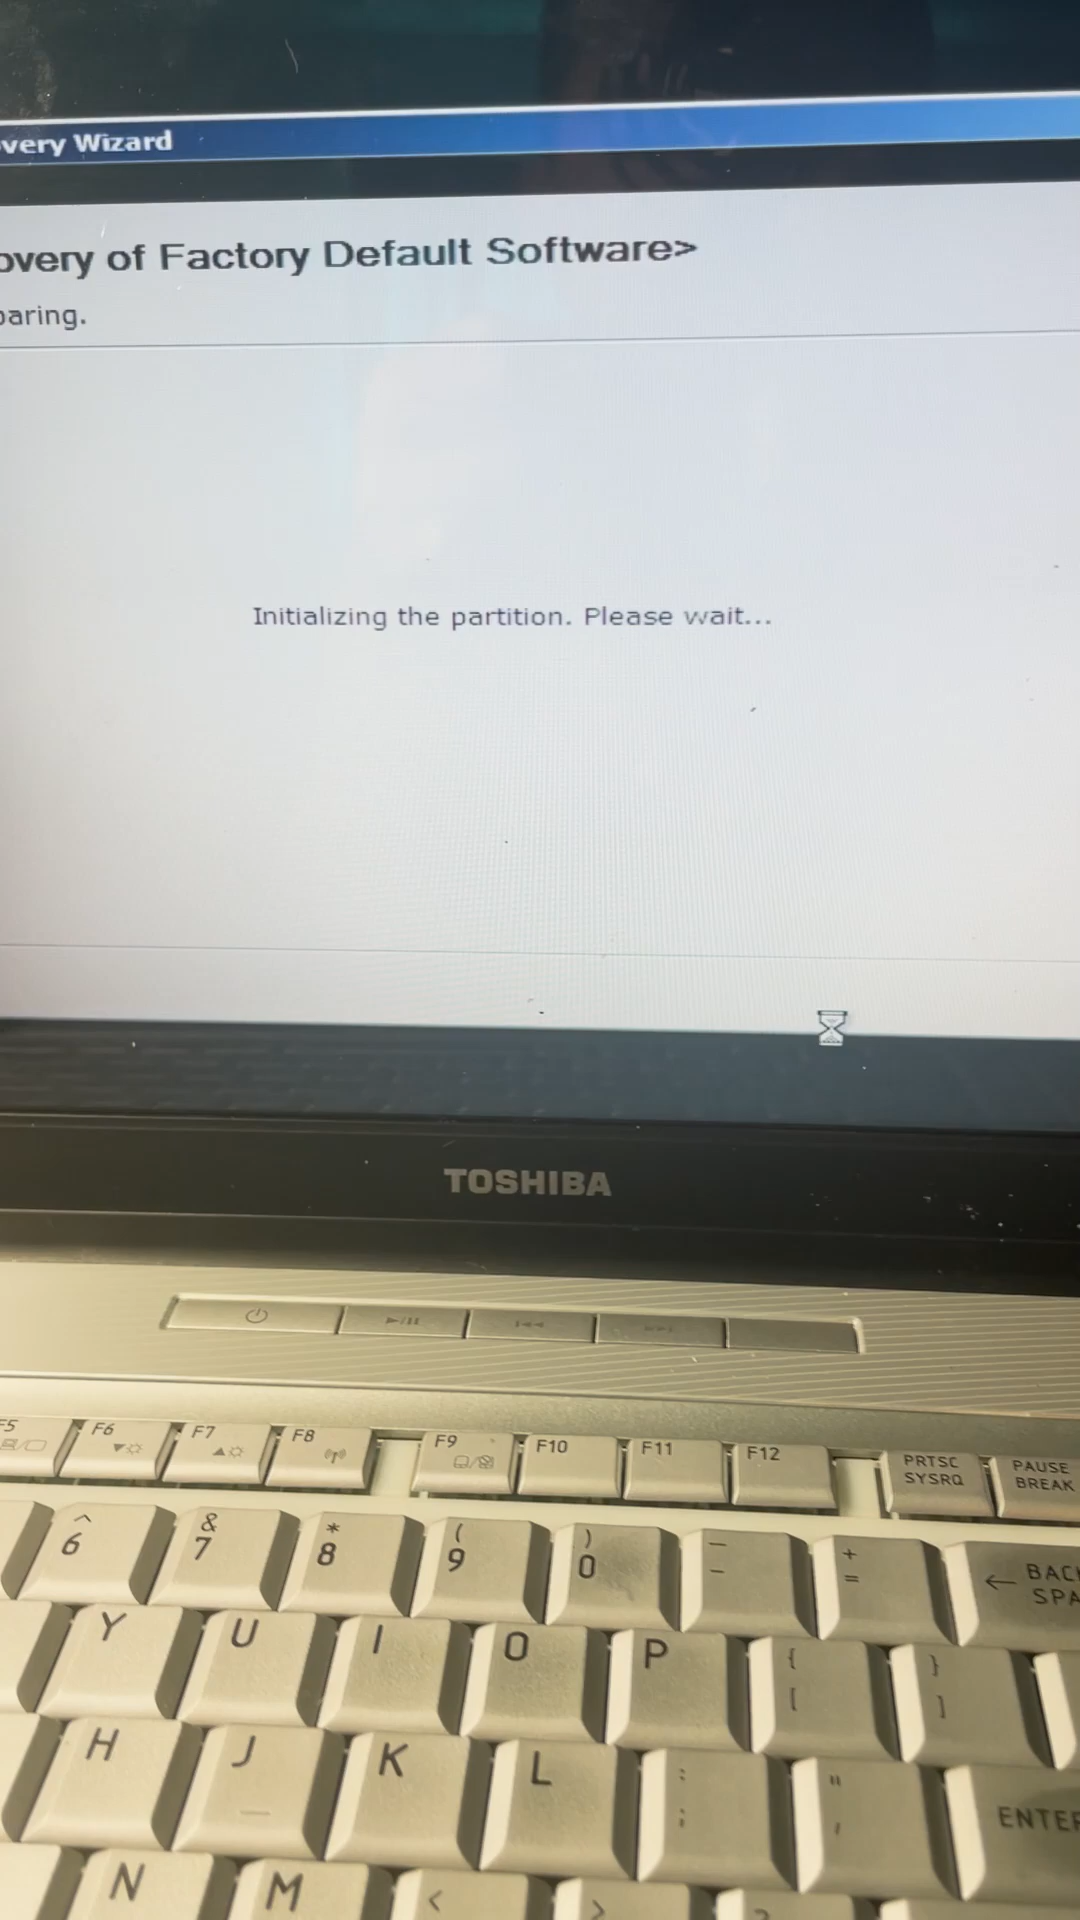 overy Wizard
overy of Factory Default Software>
paring.
Initializing the partition. Please wait...
TOSHIBA
F5 F6 F7 F8 F9 F10 F11 F12 PRTSC SYSRQ PAUSE BREAK
^ 6 & 7 * 8 ( 9 ) 0 — - + = ← BACK SPA
Y U I O P { [ } ]
H J K L : ; " ' ENTER
N M < > ?